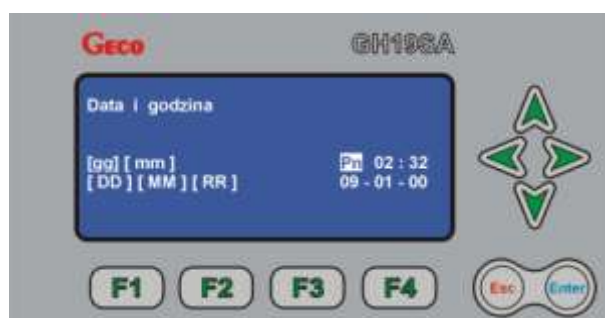 GECO GH19SA
Data i godzina
[gg] [ mm ] Pn 02 : 32
[ DD ] [ MM ] [ RR ] 09 - 01 - 00
F1 F2 F3 F4 Esc Enter